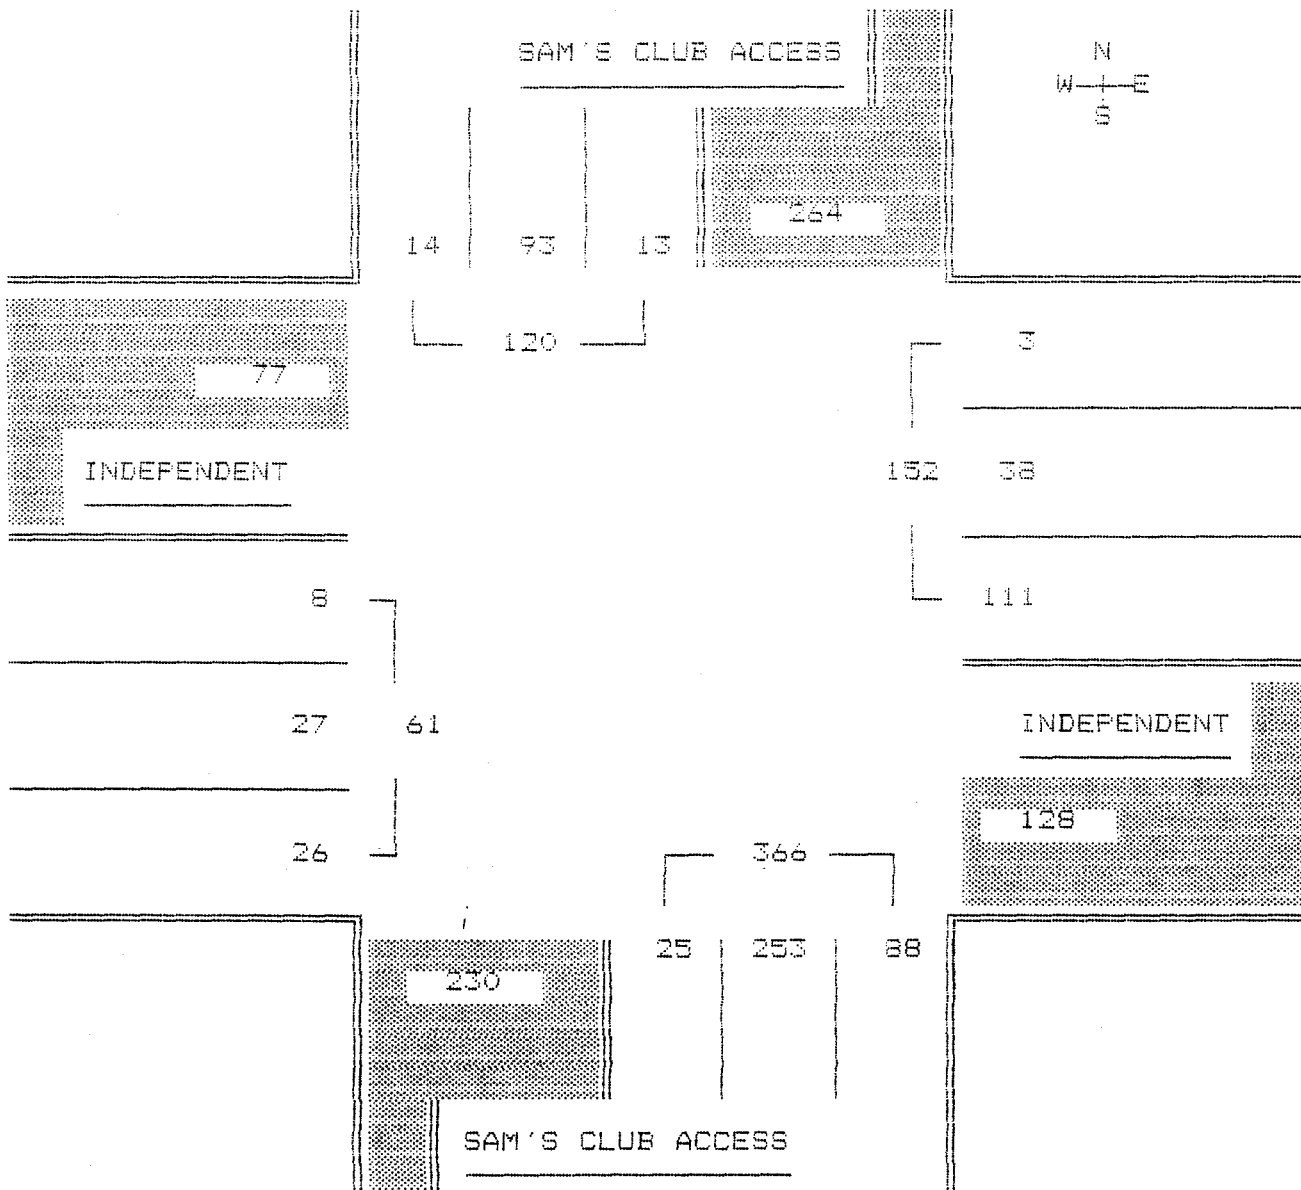 SAM'S CLUB ACCESS
N
W E
S
264
14 93 13
120
3
77
INDEPENDENT
152 38
8
111
27 61
INDEPENDENT
128
26
366
25 253 88
230
SAM'S CLUB ACCESS